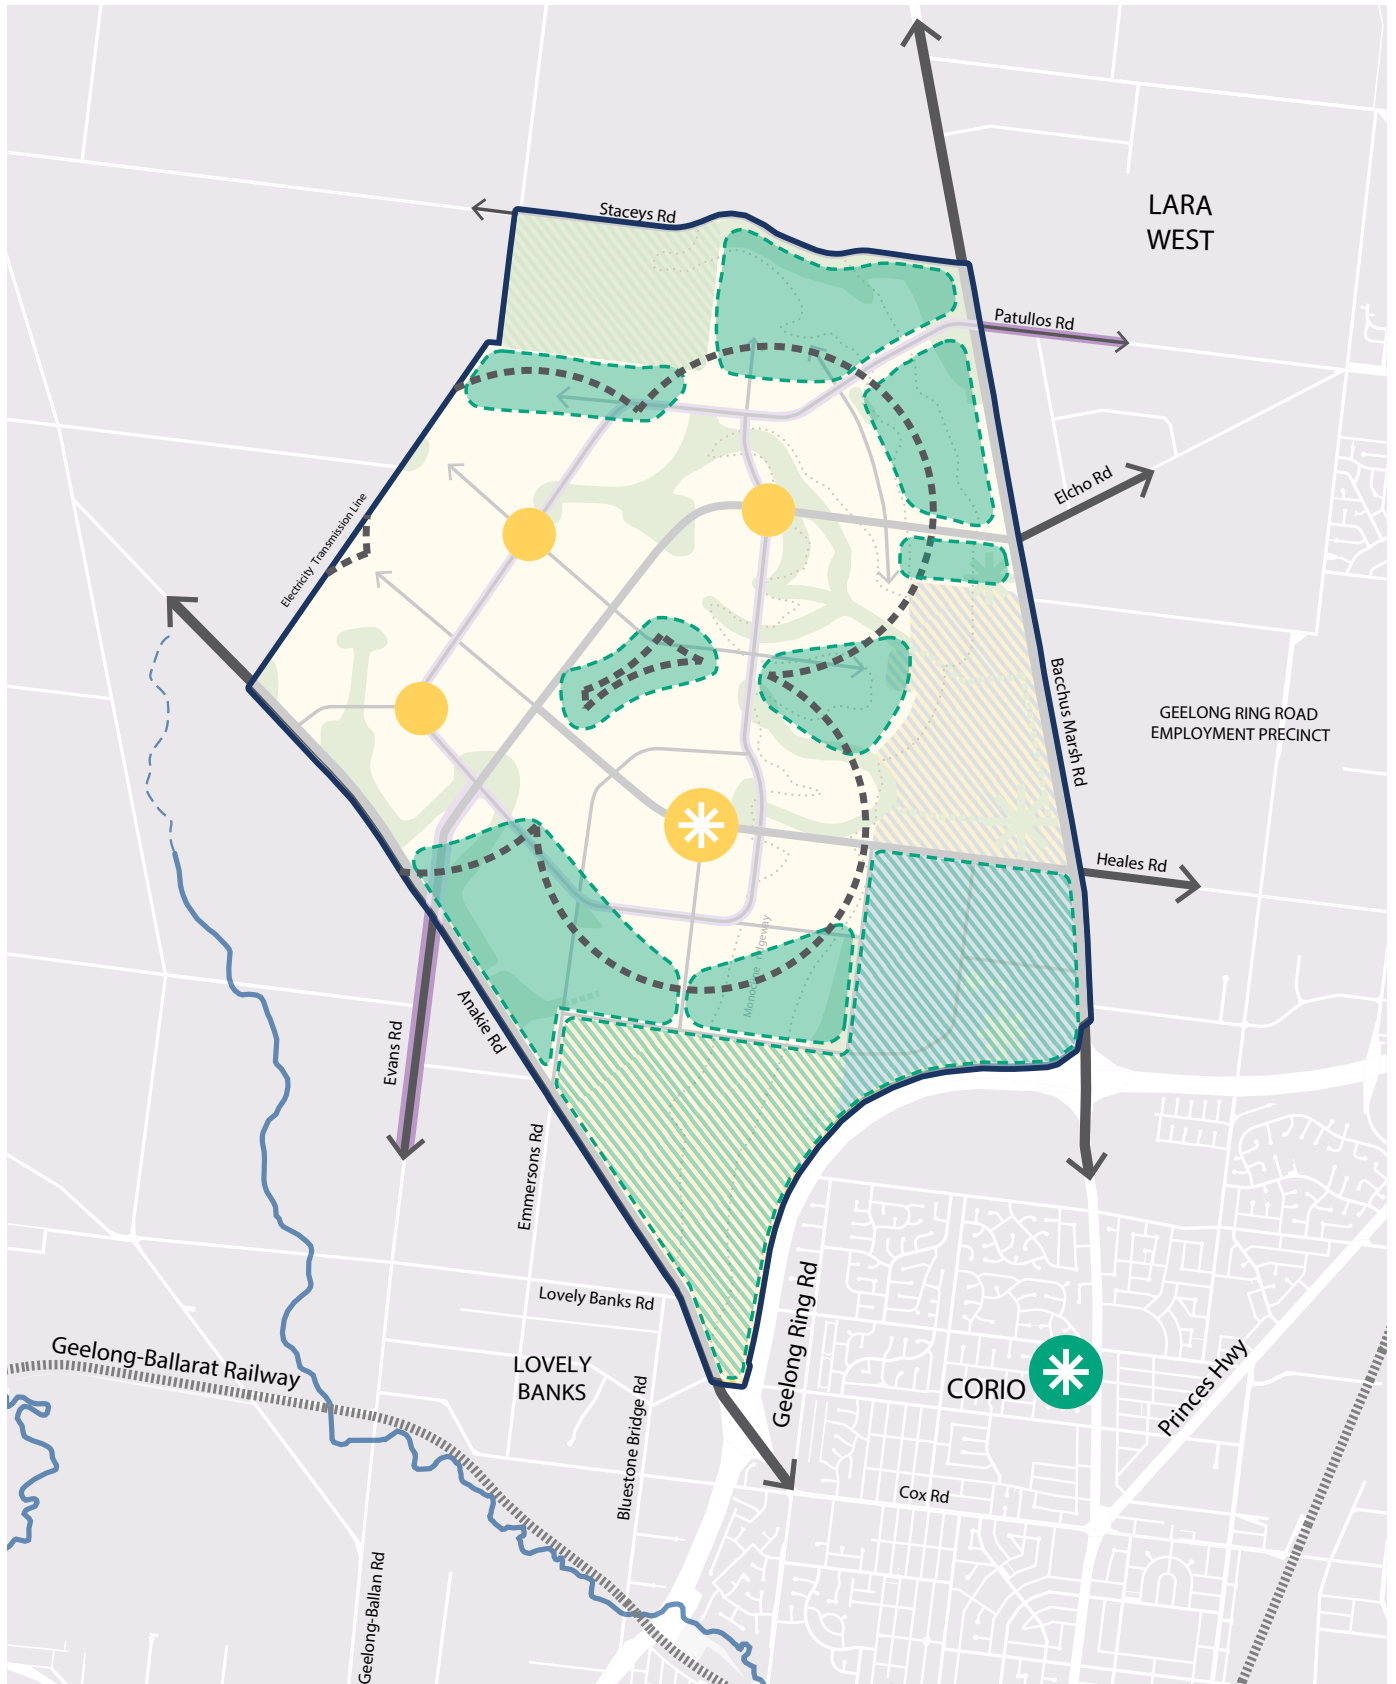 LARA
WEST
Staceys Rd
Patullos Rd
Elcho Rd
Electricity Transmission Line
Bacchus Marsh Rd
GEELONG RING ROAD
EMPLOYMENT PRECINCT
Heales Rd
Monocline ridgeway
Anakie Rd
Evans Rd
Emmersons Rd
Lovely Banks Rd
Geelong Ring Rd
Geelong-Ballarat Railway
LOVELY
BANKS
CORIO
Princes Hwy
Bluestone Bridge Rd
Cox Rd
Geelong-Ballan Rd